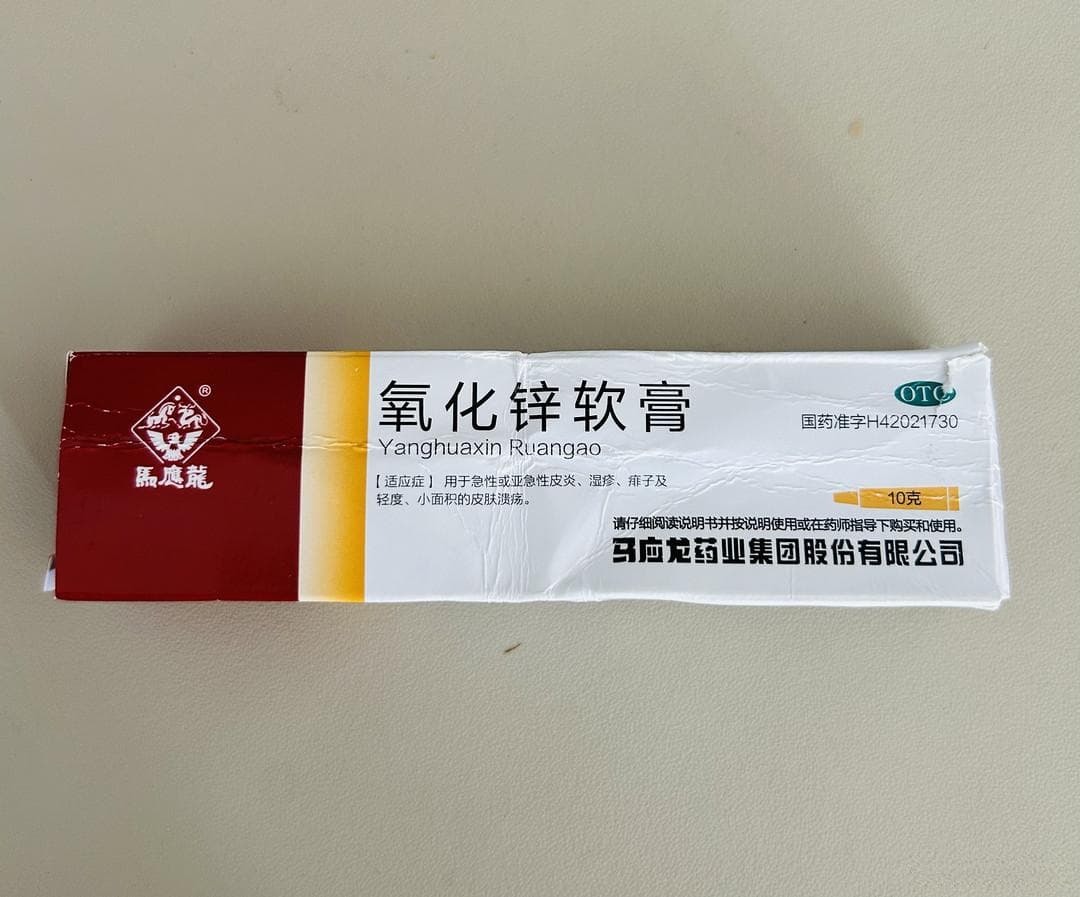 ®
馬應龍
氧化锌软膏
Yanghuaxin Ruangao
OTC
国药准字H42021730
【适应症】用于急性或亚急性皮炎、湿疹、痱子及
轻度、小面积的皮肤溃疡。
10克
请仔细阅读说明书并按说明使用或在药师指导下购买和使用。
马应龙药业集团股份有限公司